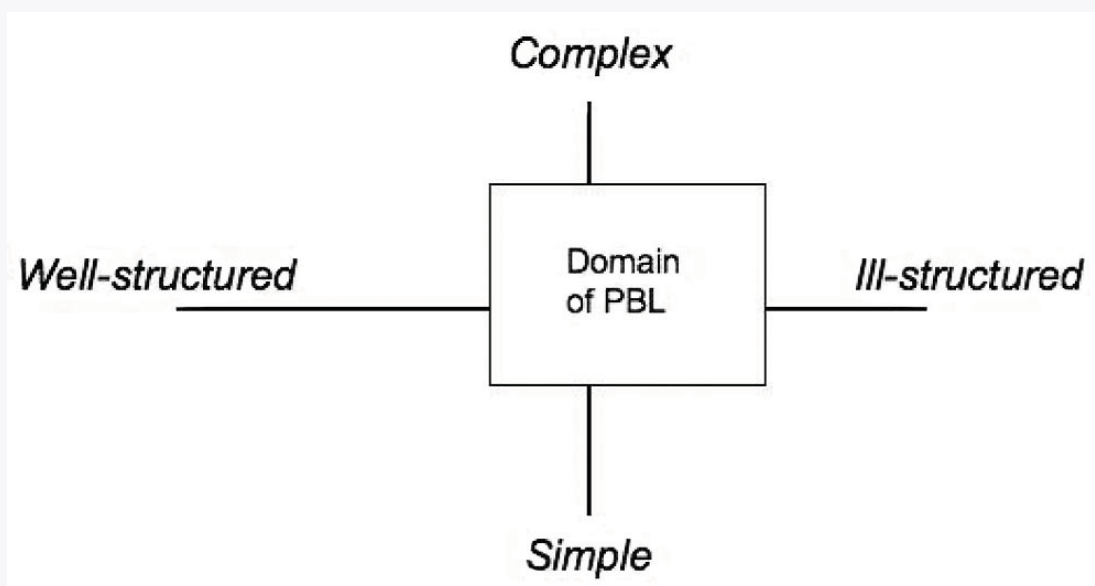 Complex
Well-structured
Domain
of PBL
Ill-structured
Simple